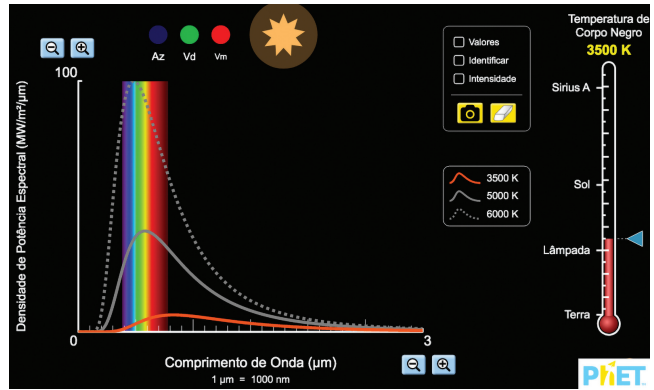 Az Vd Vm
100
Densidade de Potência Espectral (MW/m²/µm)
0
3
Comprimento de Onda (µm)
1 µm = 1000 nm
Valores
Identificar
Intensidade
3500 K
5000 K
6000 K
Temperatura de
Corpo Negro
3500 K
Sirius A
Sol
Lâmpada
Terra
PhET